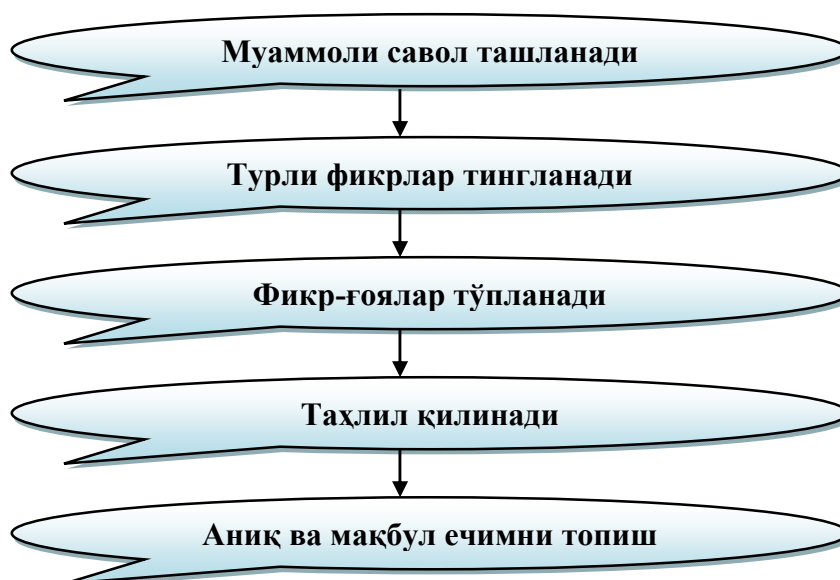 Муаммоли савол ташланади
Турли фикрлар тингланади
Фикр-ғоялар тўпланади
Таҳлил қилинади
Аниқ ва мақбул ечимни топиш